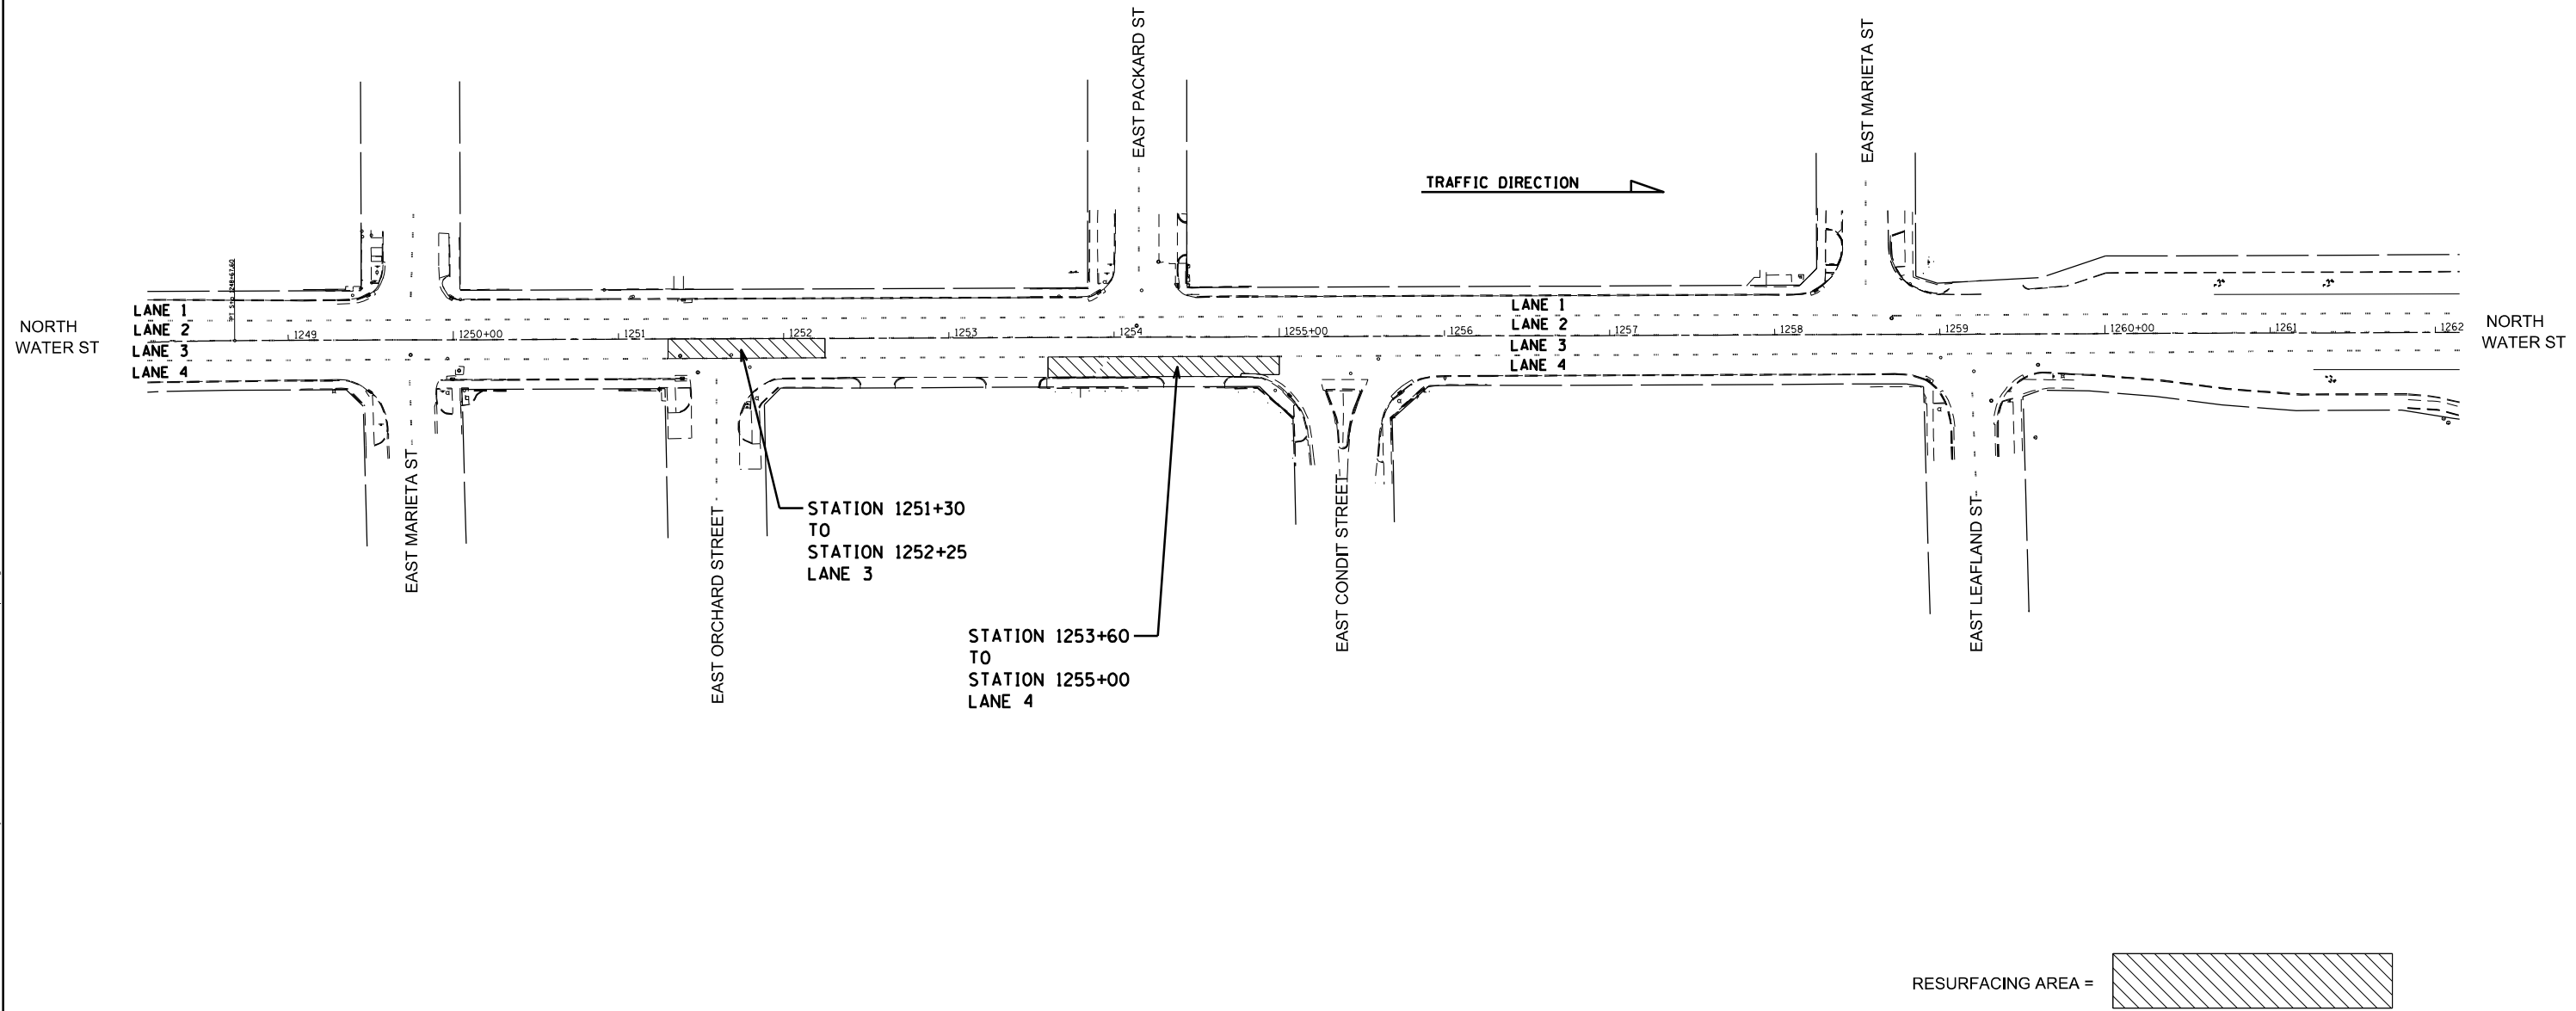 EAST PACKARD ST
EAST MARIETA ST
TRAFFIC DIRECTION
NORTH
WATER ST
LANE 1
LANE 2
LANE 3
LANE 4
1249
1250+00
1251
1252
1253
1254
1255+00
1256
1257
1258
1259
1260+00
1261
1262
LANE 1
LANE 2
LANE 3
LANE 4
NORTH
WATER ST
EAST MARIETA ST
EAST ORCHARD STREET
STATION 1251+30
TO
STATION 1252+25
LANE 3
STATION 1253+60
TO
STATION 1255+00
LANE 4
EAST CONDIT STREET
EAST LEAFLAND ST
RESURFACING AREA =